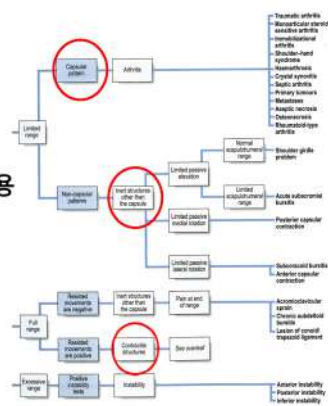 Capsular pattern
Arthritis
Traumatic arthritis
Monoarticular steroid
sensitive arthritis
Immobilizational
arthritis
Shoulder–hand
syndrome
Haemarthrosis
Crystal synovitis
Septic arthritis
Primary tumours
Metastases
Aseptic necrosis
Osteonecrosis
Rheumatoid-type
arthritis
Limited
range
Non-capsular
patterns
Inert structures
other than
the capsule
Limited passive
elevation
Normal
scapulohumeral
range
Shoulder girdle
problem
Limited
scapulohumeral
range
Acute subacromial
bursitis
Limited passive
medial rotation
Posterior capsular
contraction
Limited passive
lateral rotation
Subcoracoid bursitis
Anterior capsular
contraction
Full
range
Resisted
movements
are negative
Inert structures
other than
the capsule
Pain at end of
range
Acromioclavicular
sprain
Chronic subdeltoid
bursitis
Lesion of conoid
trapezoid ligament
Resisted
movements
are positive
Contractile
structures
See overleaf
Excessive
range
Positive
instability
tests
Instability
Anterior instability
Posterior instability
Inferior instability